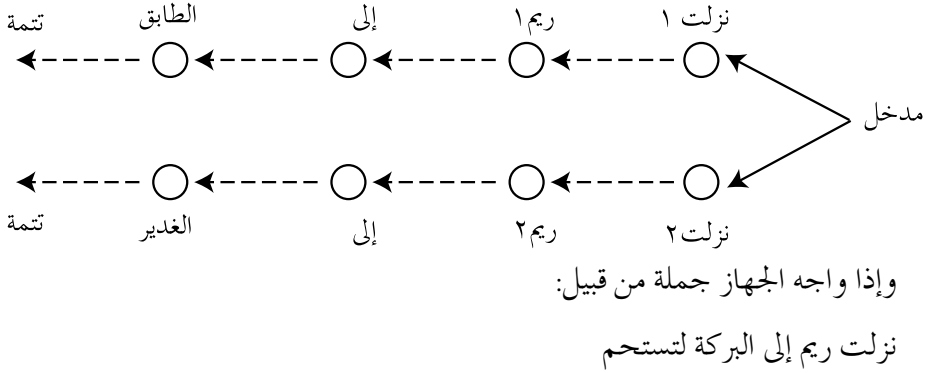 نزلت ١ ريم١ إلى الطابق تتمة
مدخل
نزلت٢ ريم٢ إلى الغدير تتمة
وإذا واجه الجهاز جملة من قبيل:
نزلت ريم إلى البركة لتستحم